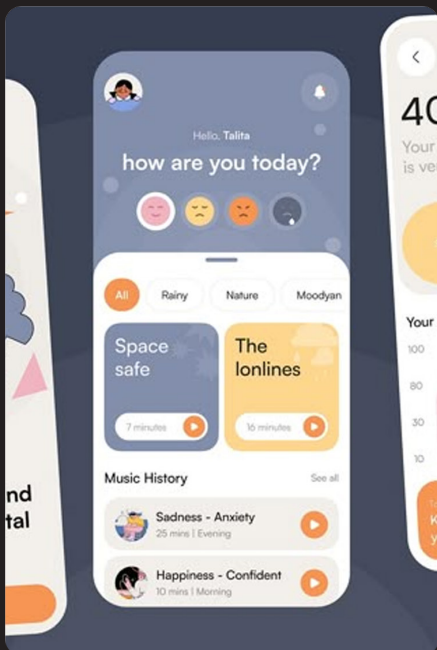 Hello, Talita
how are you today?
All
Rainy
Nature
Moodyan
Space
safe
7 minutes
The
lonlines
16 minutes
Music History
See all
Sadness - Anxiety
25 mins | Evening
Happiness - Confident
10 mins | Morning
nd
tal
40
Your
is ve
Your
100
80
30
10
K
y